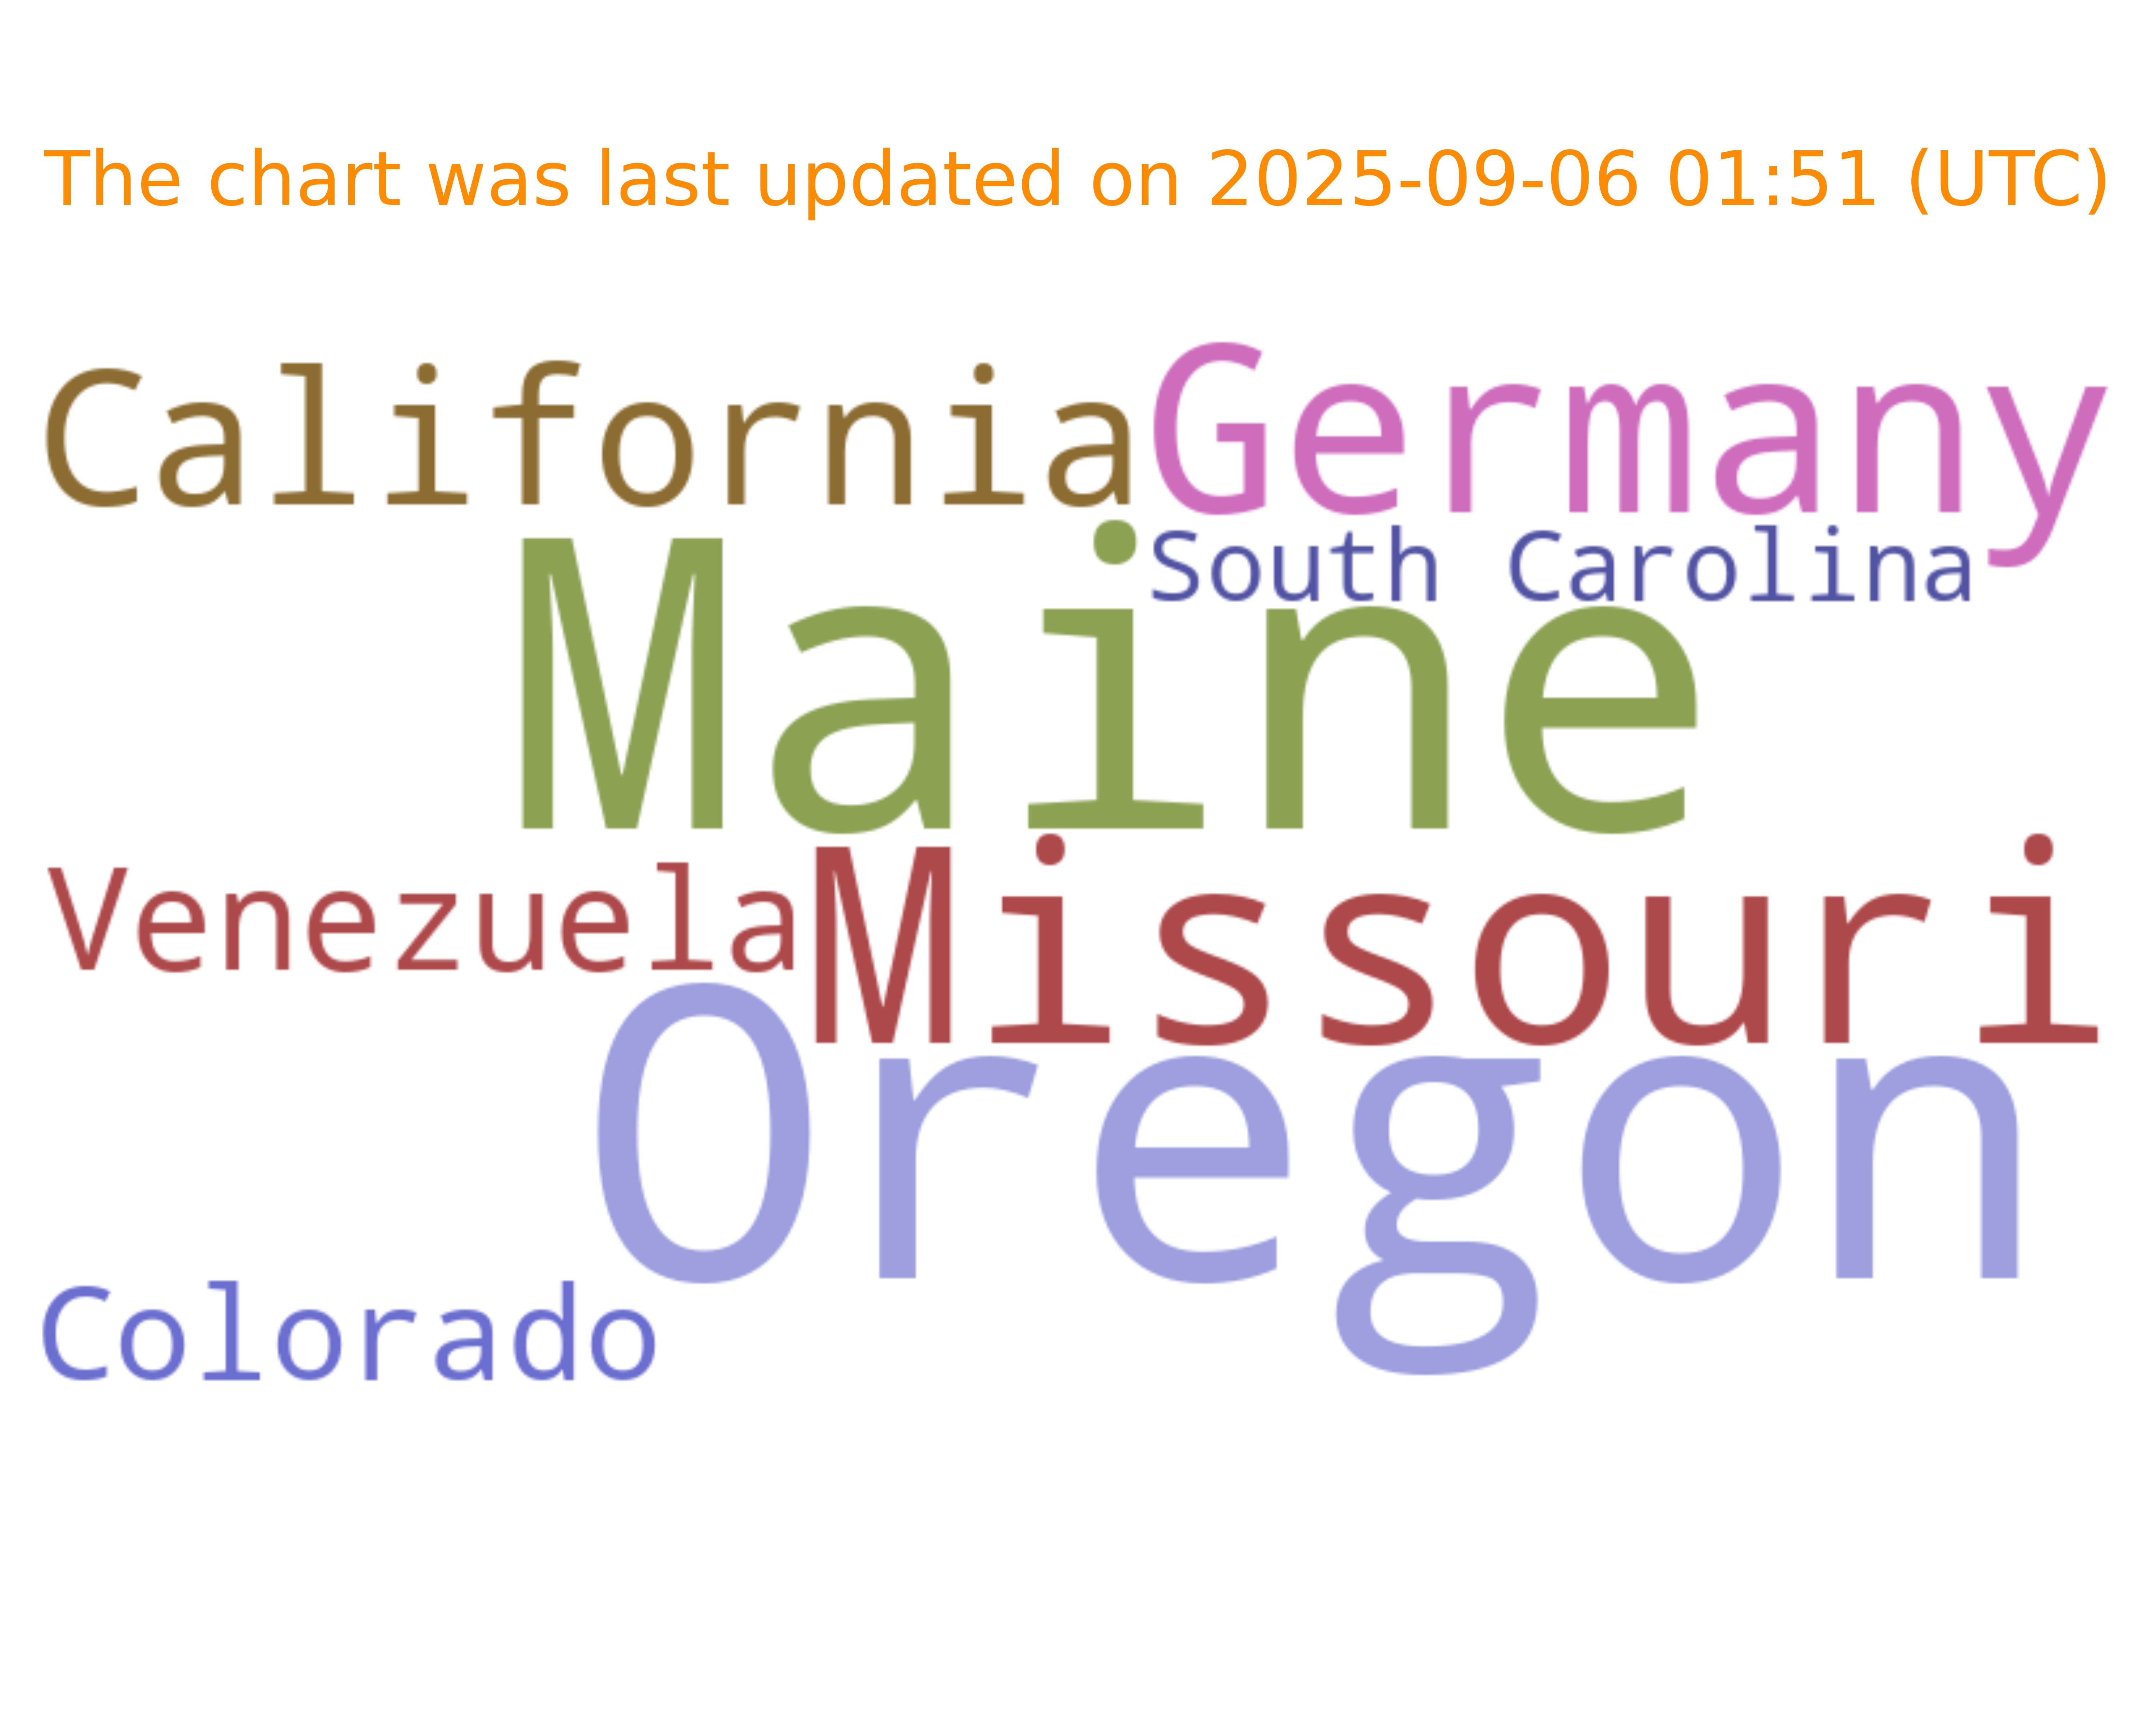 The chart was last updated on 2025-09-06 01:51 (UTC)
California Germany
South Carolina
Maine
Venezuela Missouri
Oregon
Colorado